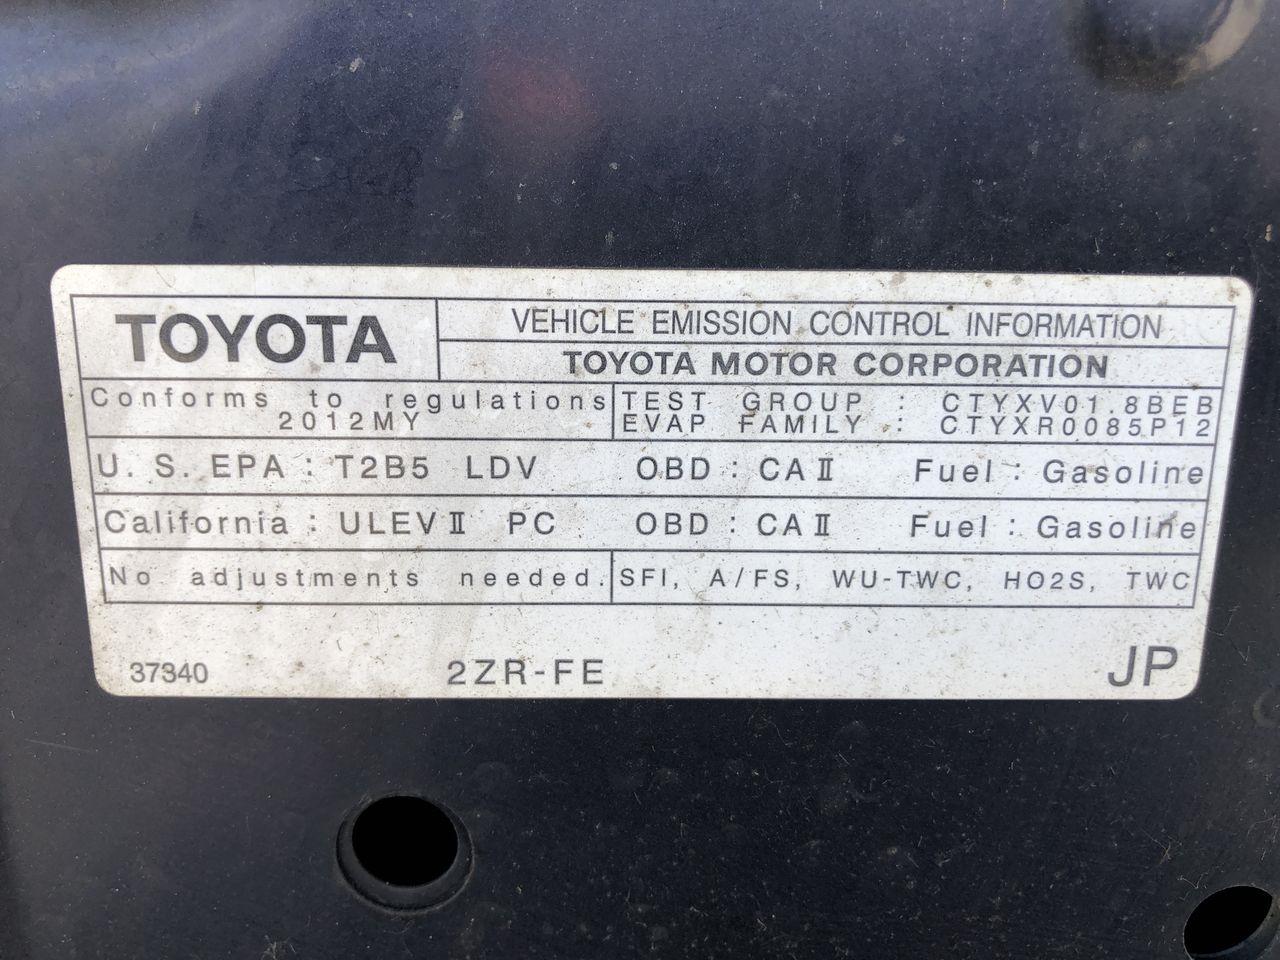 TOYOTA
VEHICLE EMISSION CONTROL INFORMATION
TOYOTA MOTOR CORPORATION
Conforms to regulations
2012MY
TEST GROUP : CTYXV01.8BEB
EVAP FAMILY : CTYXR0085P12
U. S. EPA : T2B5 LDV OBD : CAⅡ Fuel : Gasoline
California : ULEVⅡ PC OBD : CAⅡ Fuel : Gasoline
No adjustments needed. SFI, A/FS, WU-TWC, HO2S, TWC
37340 2ZR-FE JP